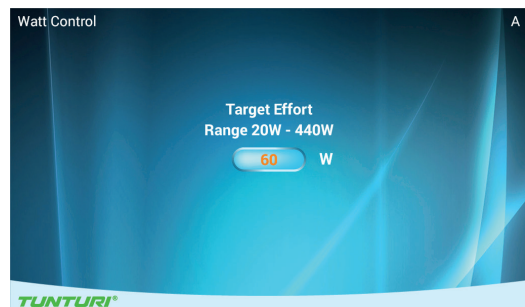 Watt Control
A
Target Effort
Range 20W - 440W
60 W
TUNTURI®